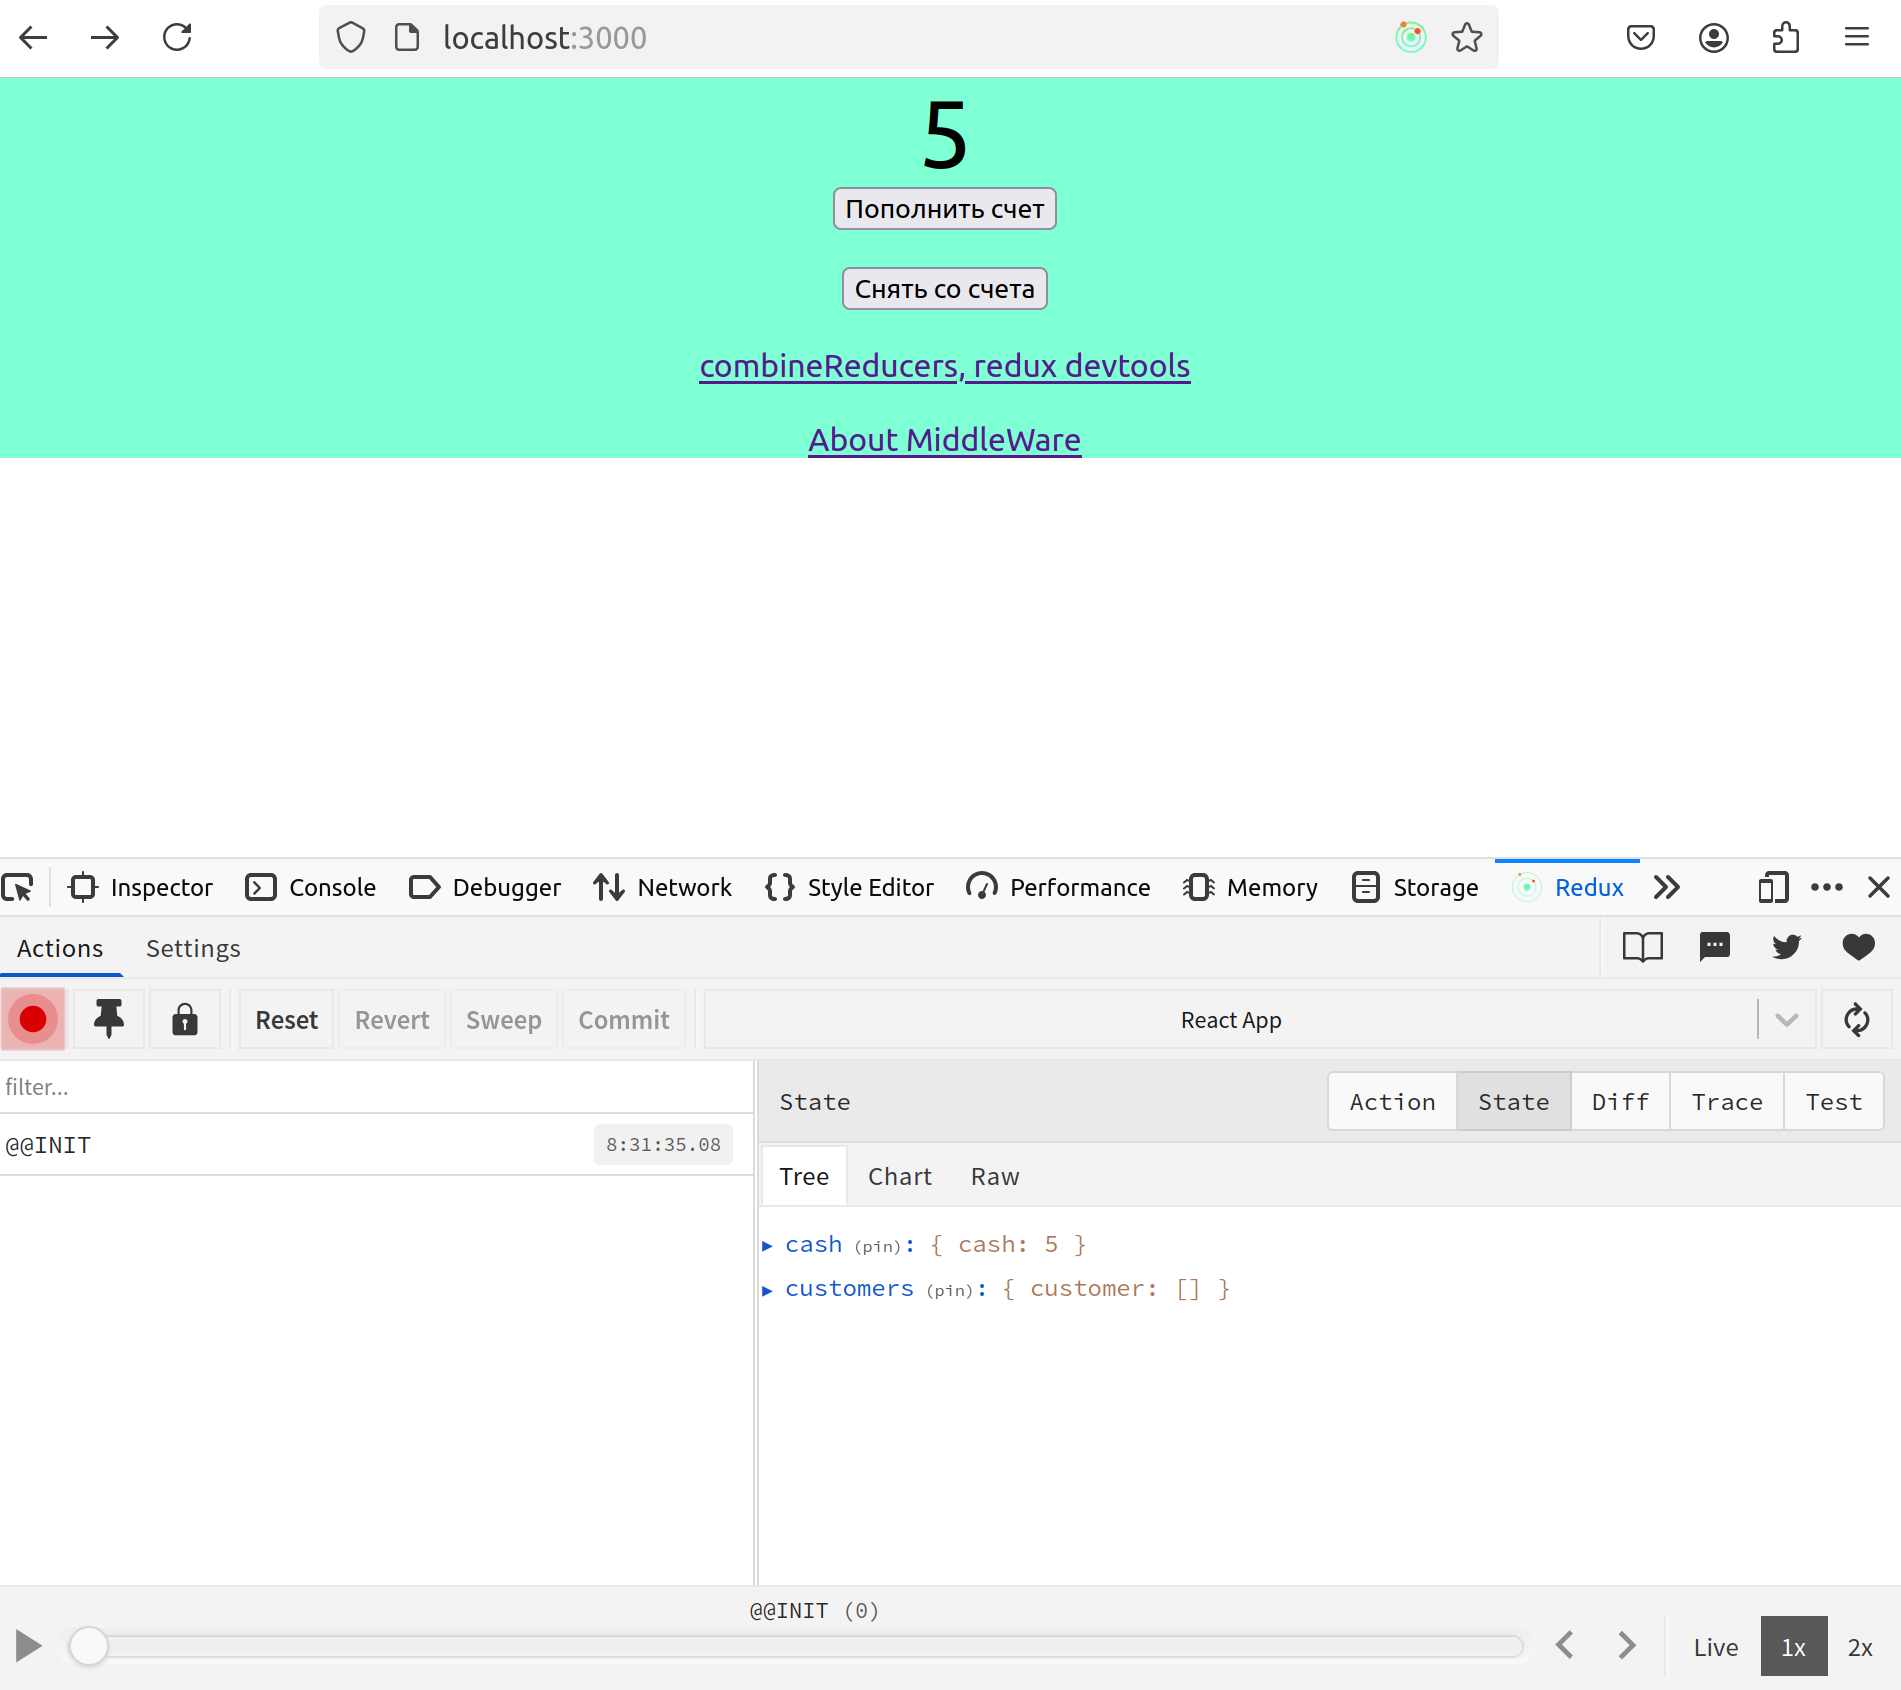 localhost:3000
5
Пополнить счет
Снять со счета
combineReducers, redux devtools
About MiddleWare
Inspector Console Debugger Network Style Editor Performance Memory Storage Redux
Actions Settings
Reset Revert Sweep Commit React App
filter...
@@INIT 8:31:35.08
State Action State Diff Trace Test
Tree Chart Raw
cash (pin): { cash: 5 }
customers (pin): { customer: [] }
@@INIT (0)
Live 1x 2x